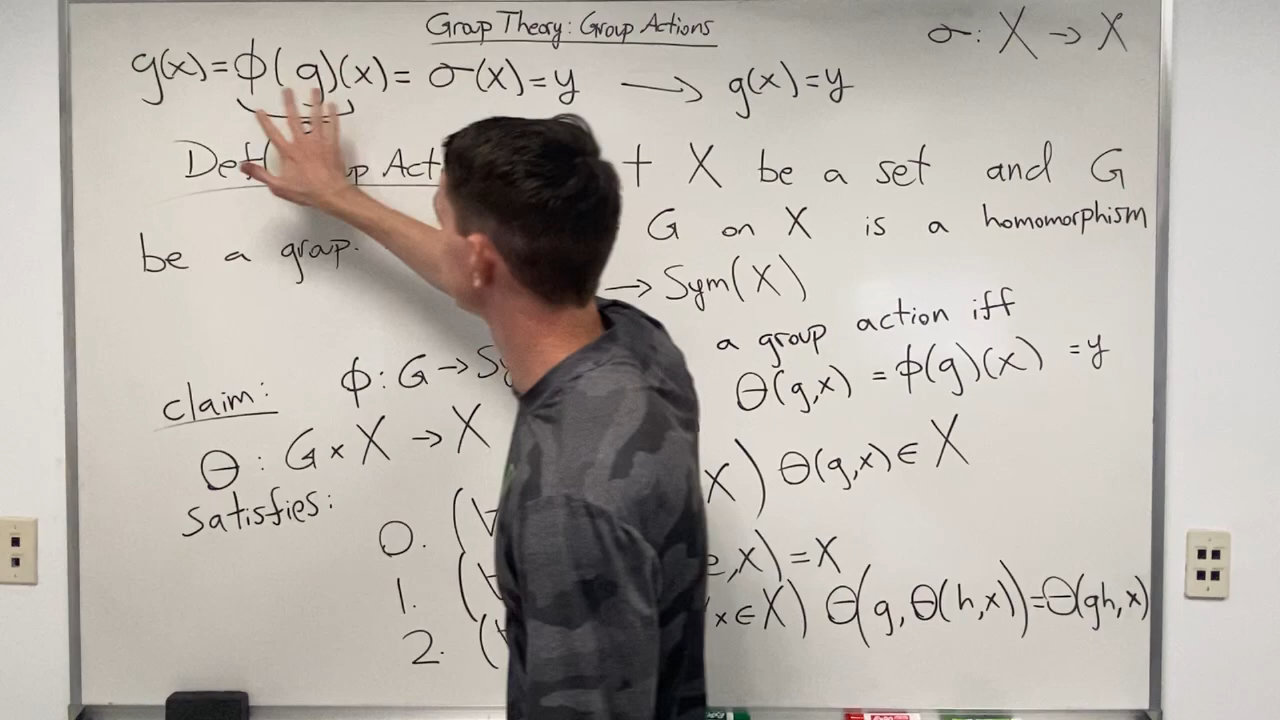 Group Theory: Group Actions
σ: X → X
g(x) = ϕ(g)(x) = σ(x) = y → g(x) = y
X be a set and G
be a group. G on X is a homomorphism
→ Sym(X)
a group action iff
claim: ϕ: G →
θ(g,x) = ϕ(g)(x) = y
θ: G × X → X
satisfies:
0. ( X) θ(g,x) ∈ X
1. ( ,x) = x
2. ( x ∈ X) θ(g, θ(h,x)) = θ(gh, x)